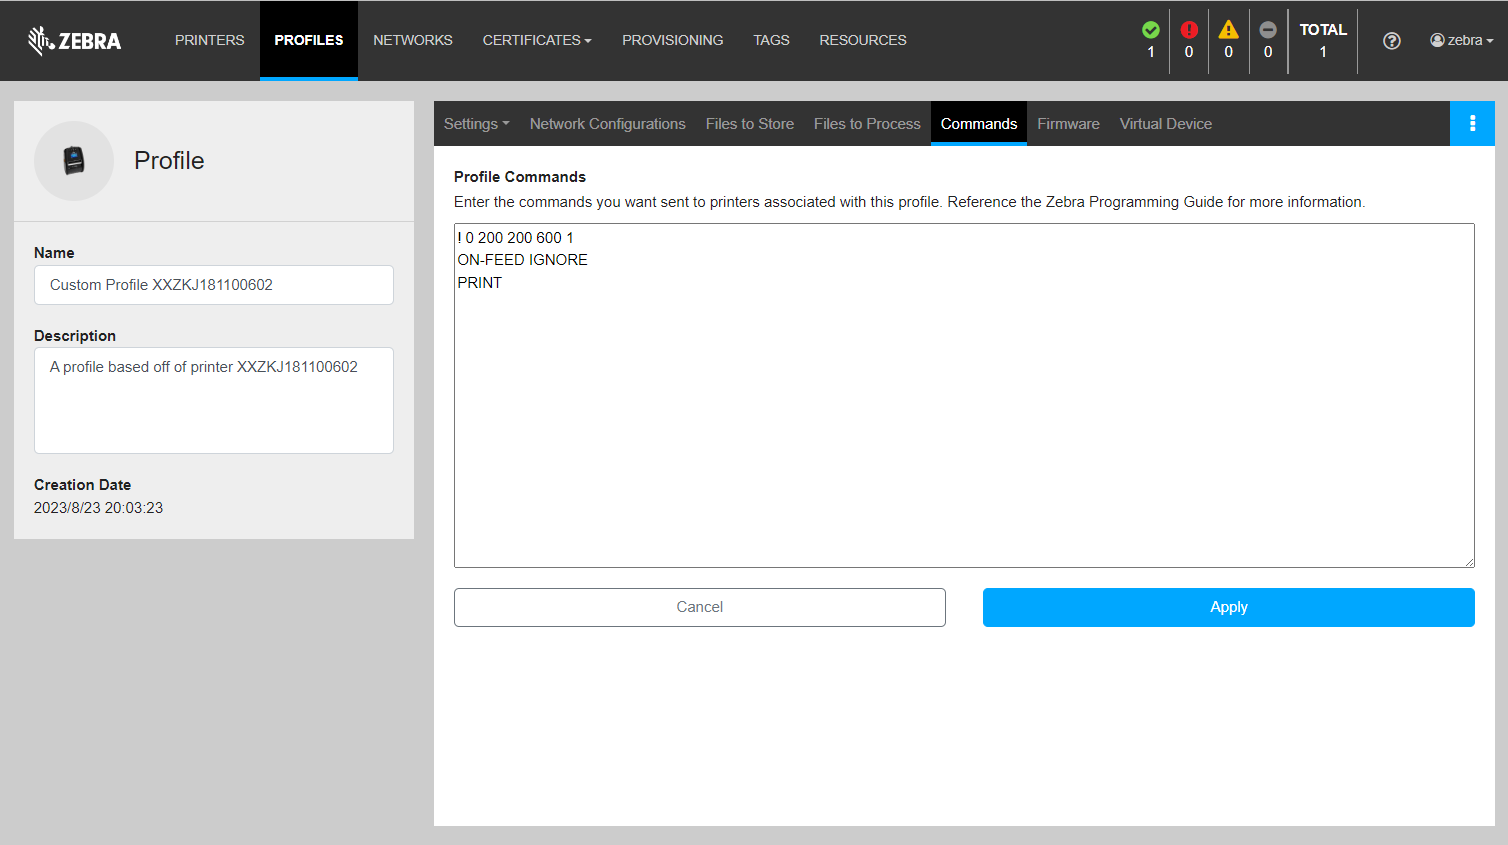 ZEBRA
PRINTERS PROFILES NETWORKS CERTIFICATES PROVISIONING TAGS RESOURCES
1 0 0 0
TOTAL
1
zebra
Profile
Name
Custom Profile XXZKJ181100602
Description
A profile based off of printer XXZKJ181100602
Creation Date
2023/8/23 20:03:23
Settings Network Configurations Files to Store Files to Process Commands Firmware Virtual Device
Profile Commands
Enter the commands you want sent to printers associated with this profile. Reference the Zebra Programming Guide for more information.
! 0 200 200 600 1
ON-FEED IGNORE
PRINT
Cancel Apply